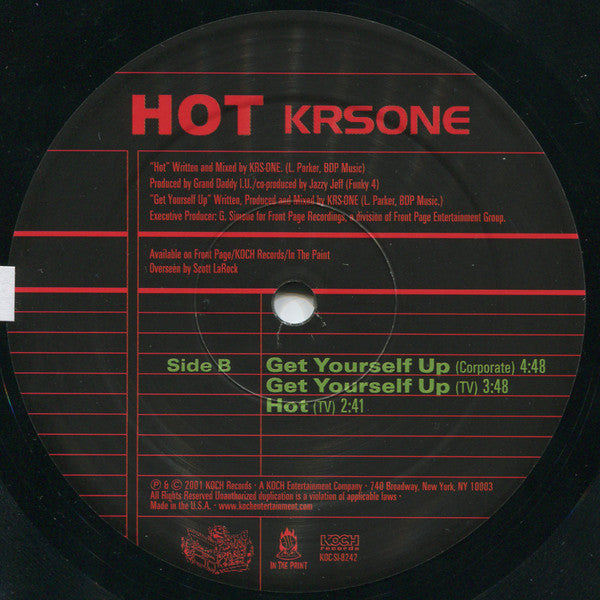 HOT KRSONE
"Hot" Written and Mixed by KRS-ONE. (L. Parker, BDP Music)
Produced by Grand Daddy I.U./co-produced by Jazzy Jeff (Funky 4)
"Get Yourself Up" Written, Produced and Mixed by KRS-ONE (L. Parker, BDP Music.)
Executive Producer: G. Simone for Front Page Recordings, a division of Front Page Entertainment Group.
Available on Front Page/KOCH Records/In The Paint
Overseen by Scott LaRock
Side B Get Yourself Up (Corporate) 4:48
Get Yourself Up (TV) 3:48
Hot (TV) 2:41
℗ & © 2001 KOCH Records · A KOCH Entertainment Company · 740 Broadway, New York, NY 10003
All Rights Reserved Unauthorized duplication is a violation of applicable laws ·
Made in the U.S.A. · www.kochentertainment.com
IN THE PAINT
KOCH
records
KOC-SI-8242